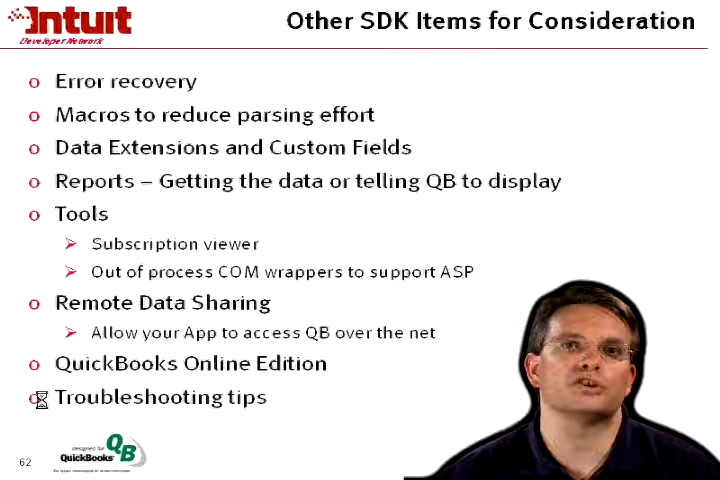 Intuit
Developer Network
Other SDK Items for Consideration
o Error recovery
o Macros to reduce parsing effort
o Data Extensions and Custom Fields
o Reports – Getting the data or telling QB to display
o Tools
Subscription viewer
Out of process COM wrappers to support ASP
o Remote Data Sharing
Allow your App to access QB over the net
o QuickBooks Online Edition
o Troubleshooting tips
62
designed for
QuickBooks
QB